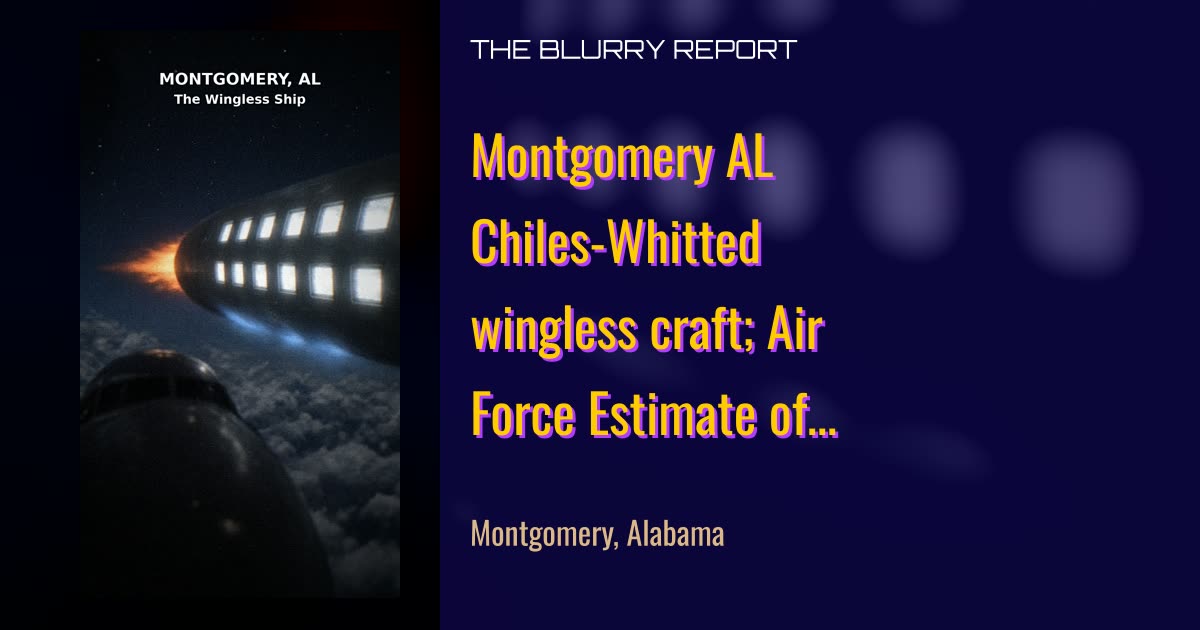 MONTGOMERY, AL
The Wingless Ship
THE BLURRY REPORT
Montgomery AL
Chiles-Whitted
wingless craft; Air
Force Estimate of...
Montgomery, Alabama